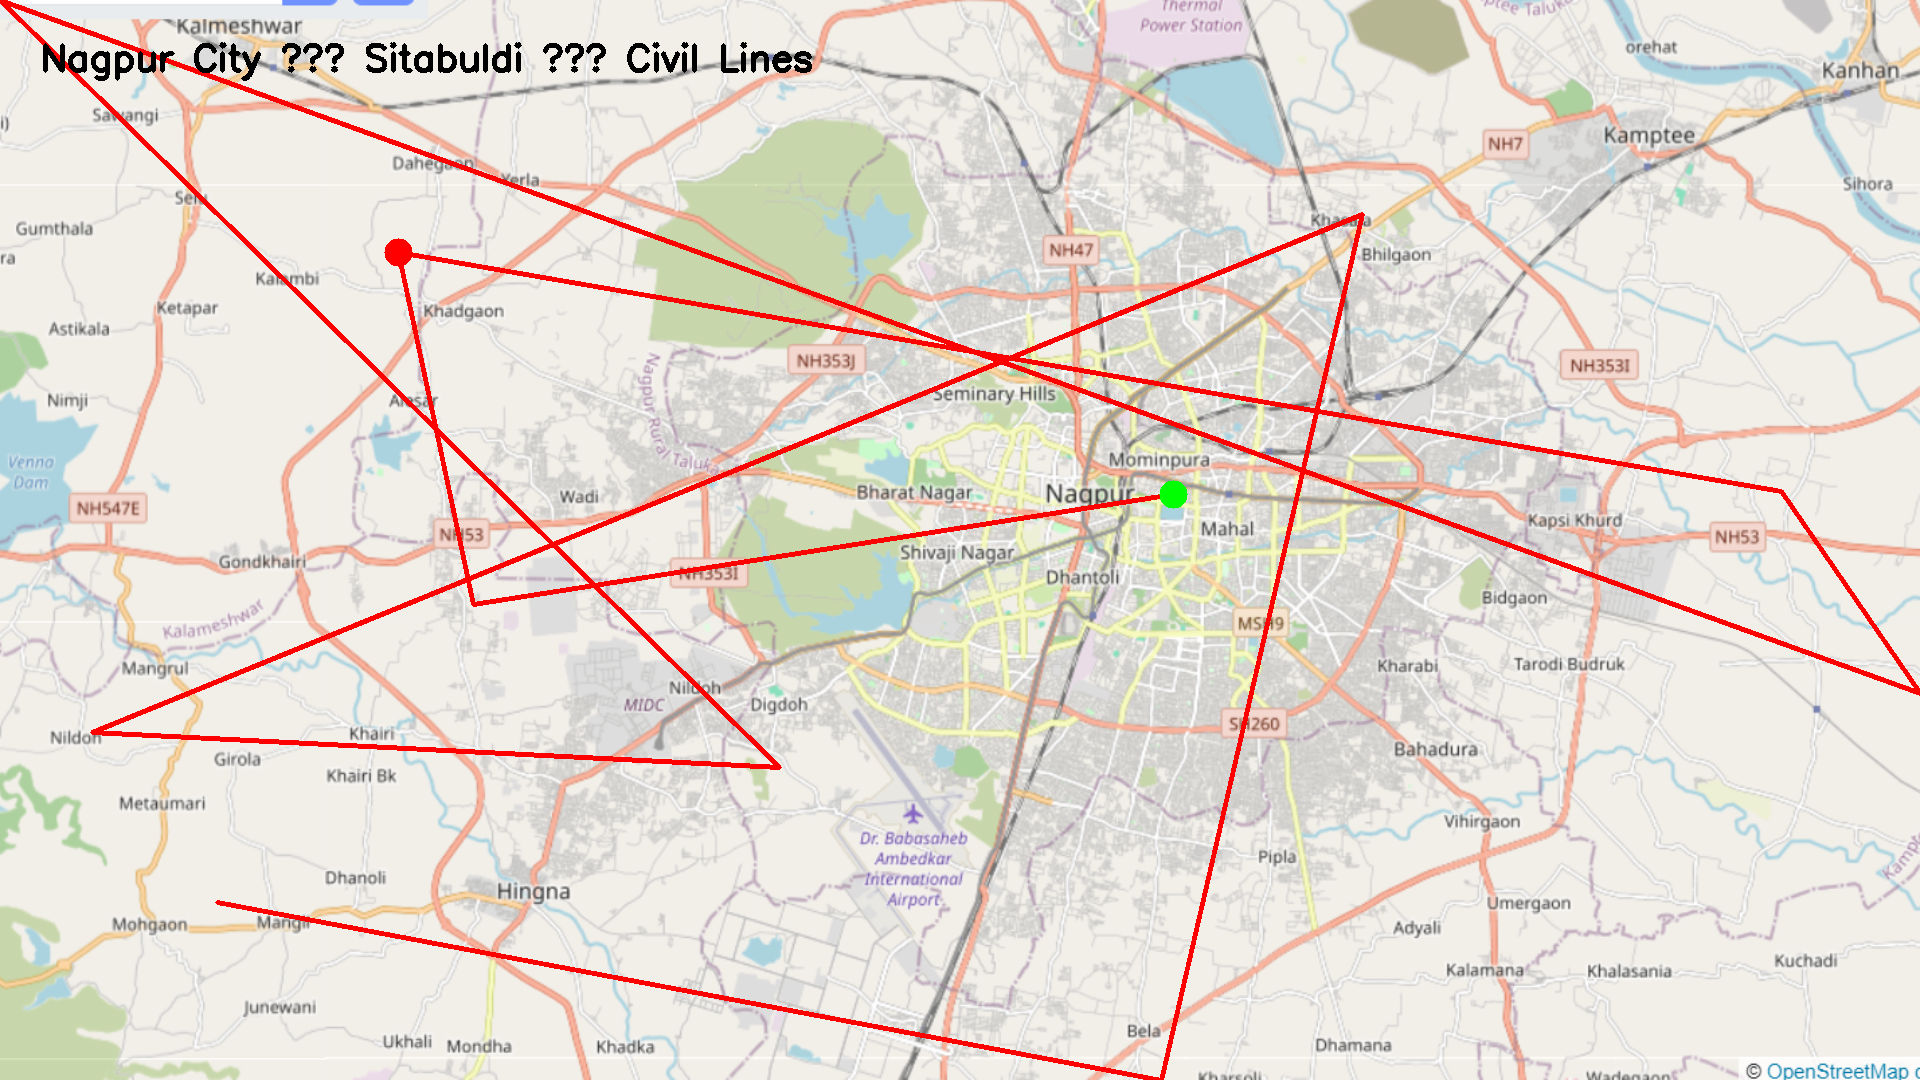 Kalmeshwar
Nagpur City ??? Sitabuldi ??? Civil Lines
Thermal
Power Station
orehat
Kanhan
Sawangi
NH7
Kamptee
Dahegaon
Yerla
Sihora
Gumthala
Khasala
NH47
Bhilgaon
Kalambi
Ketapar
Khadgaon
Astikala
NH353J
NH353I
Nagpur Rural Taluka
Seminary Hills
Nimji
Alesar
Mominpura
Venna
Dam
Wadi
Bharat Nagar
Nagpur
NH547E
Kapsi Khurd
Mahal
NH53
NH53
Gondkhairi
Shivaji Nagar
NH353I
Dhantoli
Bidgaon
Kalameshwar
MSH9
Mangrul
Kharabi
Tarodi Budruk
Nildoh
MIDC
Digdoh
SH260
Nildoh
Khairi
Bahadura
Girola
Khairi Bk
Metaumari
Vihirgaon
Dr. Babasaheb
Ambedkar
International
Airport
Pipla
Dhanoli
Hingna
Umergaon
Mohgaon
Mangli
Adyali
Kuchadi
Kalamana
Khalasania
Junewani
Bela
Ukhali
Mondha
Khadka
Dhamana
Kharsoli
Wadegaon
© OpenStreetMap c